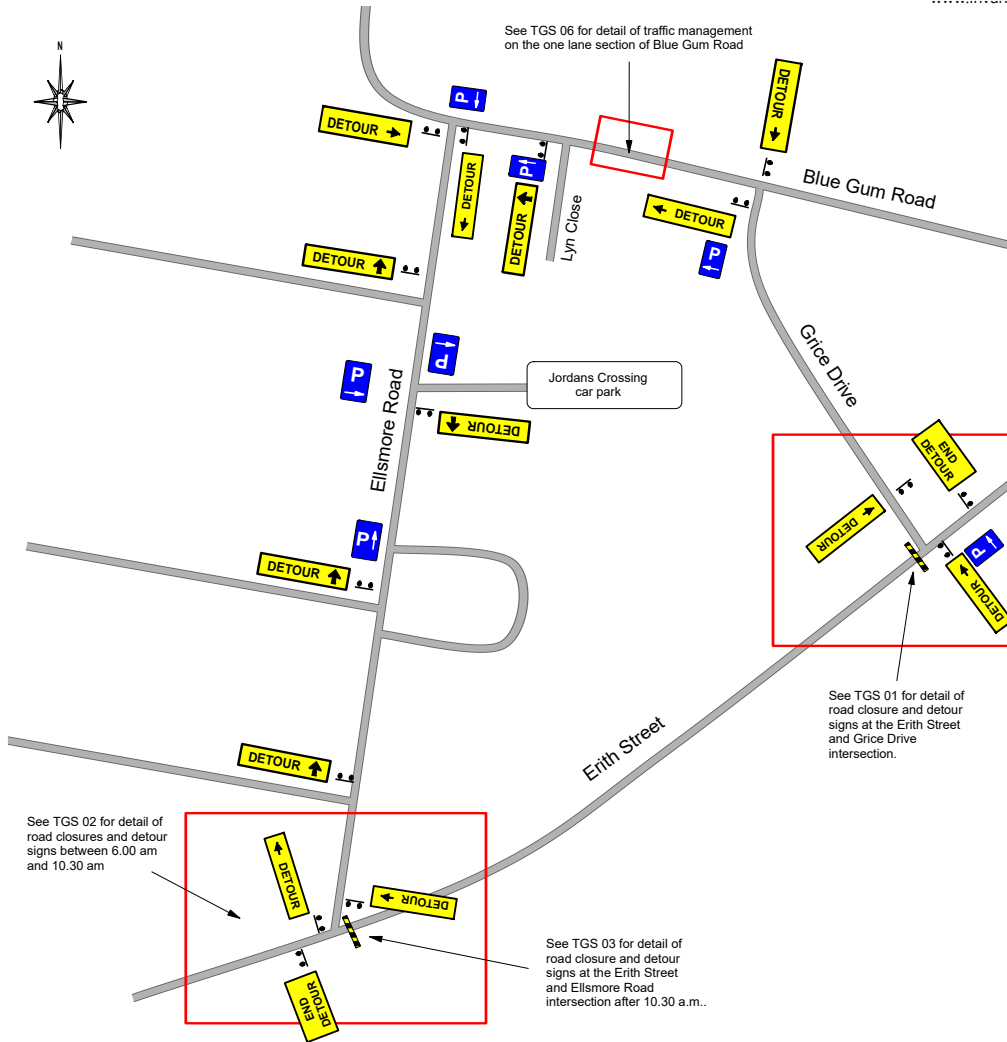 See TGS 06 for detail of traffic management
on the one lane section of Blue Gum Road
N
P
DETOUR
DETOUR
DETOUR
P
DETOUR
Lyn Close
DETOUR
P
Blue Gum Road
DETOUR
P
P
Jordans Crossing
car park
Ellsmore Road
DETOUR
Grice Drive
END
DETOUR
DETOUR
P
DETOUR
P
DETOUR
See TGS 01 for detail of
road closure and detour
signs at the Erith Street
and Grice Drive
intersection.
Erith Street
DETOUR
See TGS 02 for detail of
road closures and detour
signs between 6.00 am
and 10.30 am
DETOUR
DETOUR
END
DETOUR
See TGS 03 for detail of
road closure and detour
signs at the Erith Street
and Ellsmore Road
intersection after 10.30 a.m..